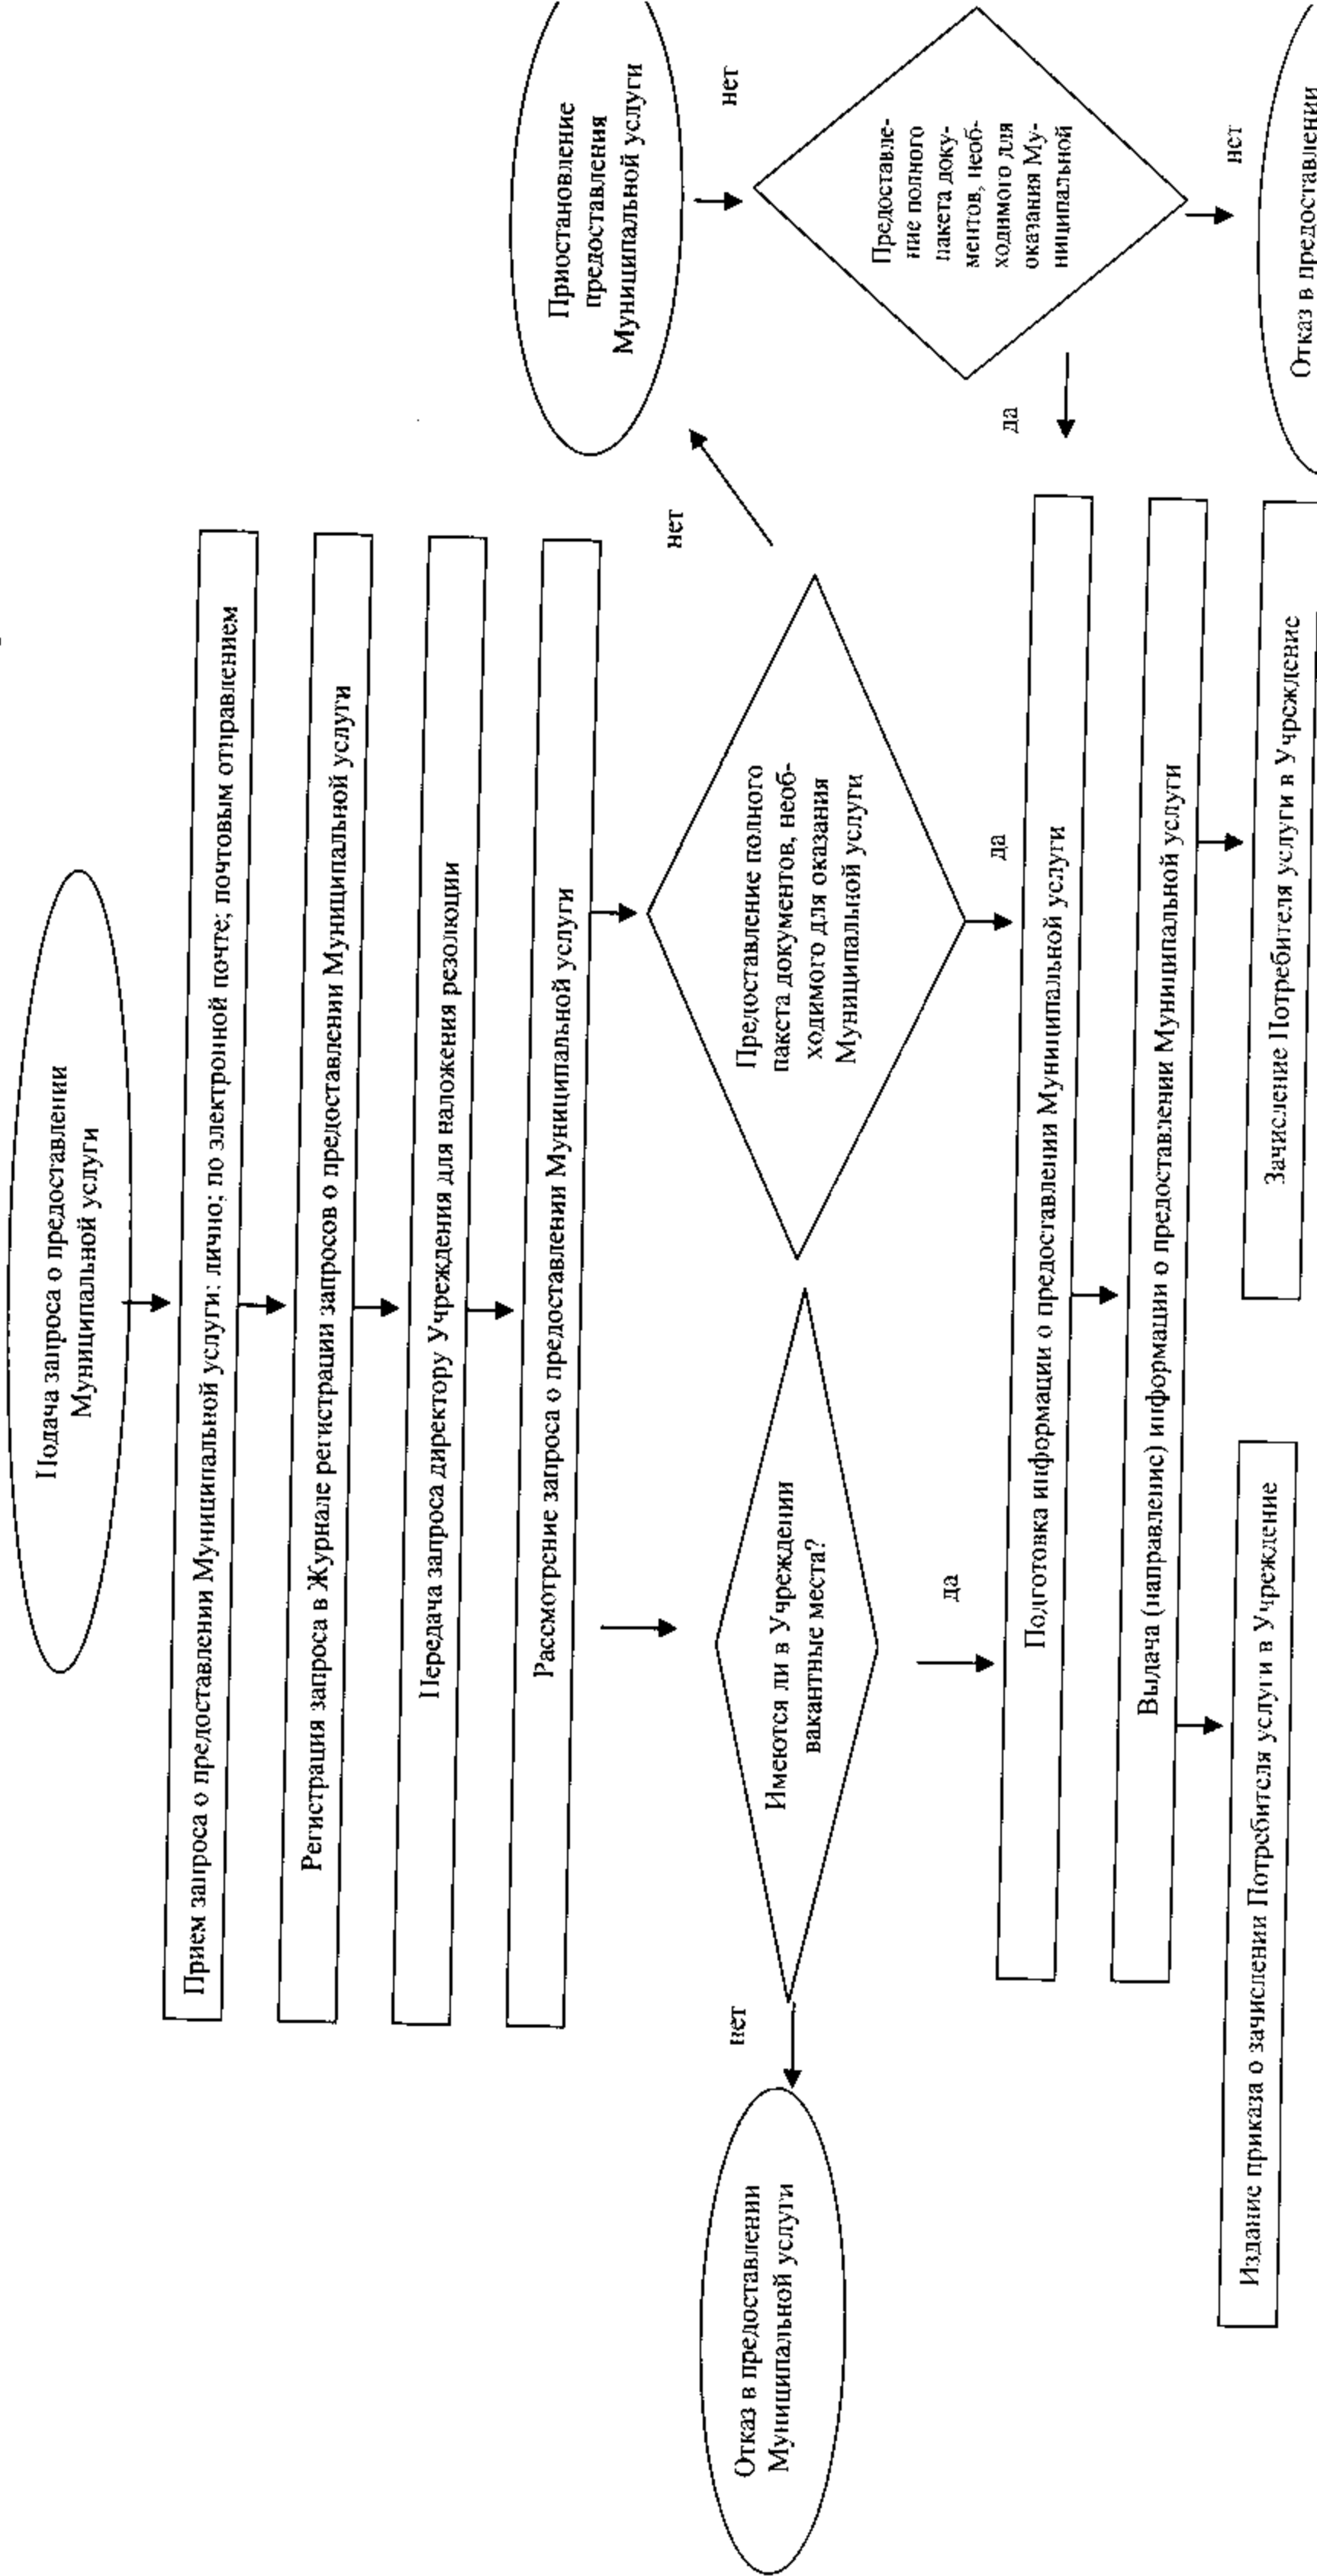 Подача запроса о предоставлении
Муниципальной услуги
Прием запроса о предоставлении Муниципальной услуги: лично; по электронной почте; почтовым отправлением
Регистрация запроса в Журнале регистрации запросов о предоставлении Муниципальной услуги
Передача запроса директору Учреждения для наложения резолюции
Рассмотрение запроса о предоставлении Муниципальной услуги
нет
Отказ в предоставлении
Муниципальной услуги
Имеются ли в Учреждении
вакантные места?
да
Предоставление полного
пакета документов, необ-
ходимого для оказания
Муниципальной услуги
да
нет
Приостановление
предоставления
Муниципальной услуги
нет
Предоставле-
ние полного
пакета доку-
ментов, необ-
ходимого для
оказания Му-
ниципальной
да
нет
Отказ в предоставлении
Подготовка информации о предоставлении Муниципальной услуги
Выдача (направление) информации о предоставлении Муниципальной услуги
Издание приказа о зачислении Потребителя услуги в Учреждение
Зачисление Потребителя услуги в Учреждение